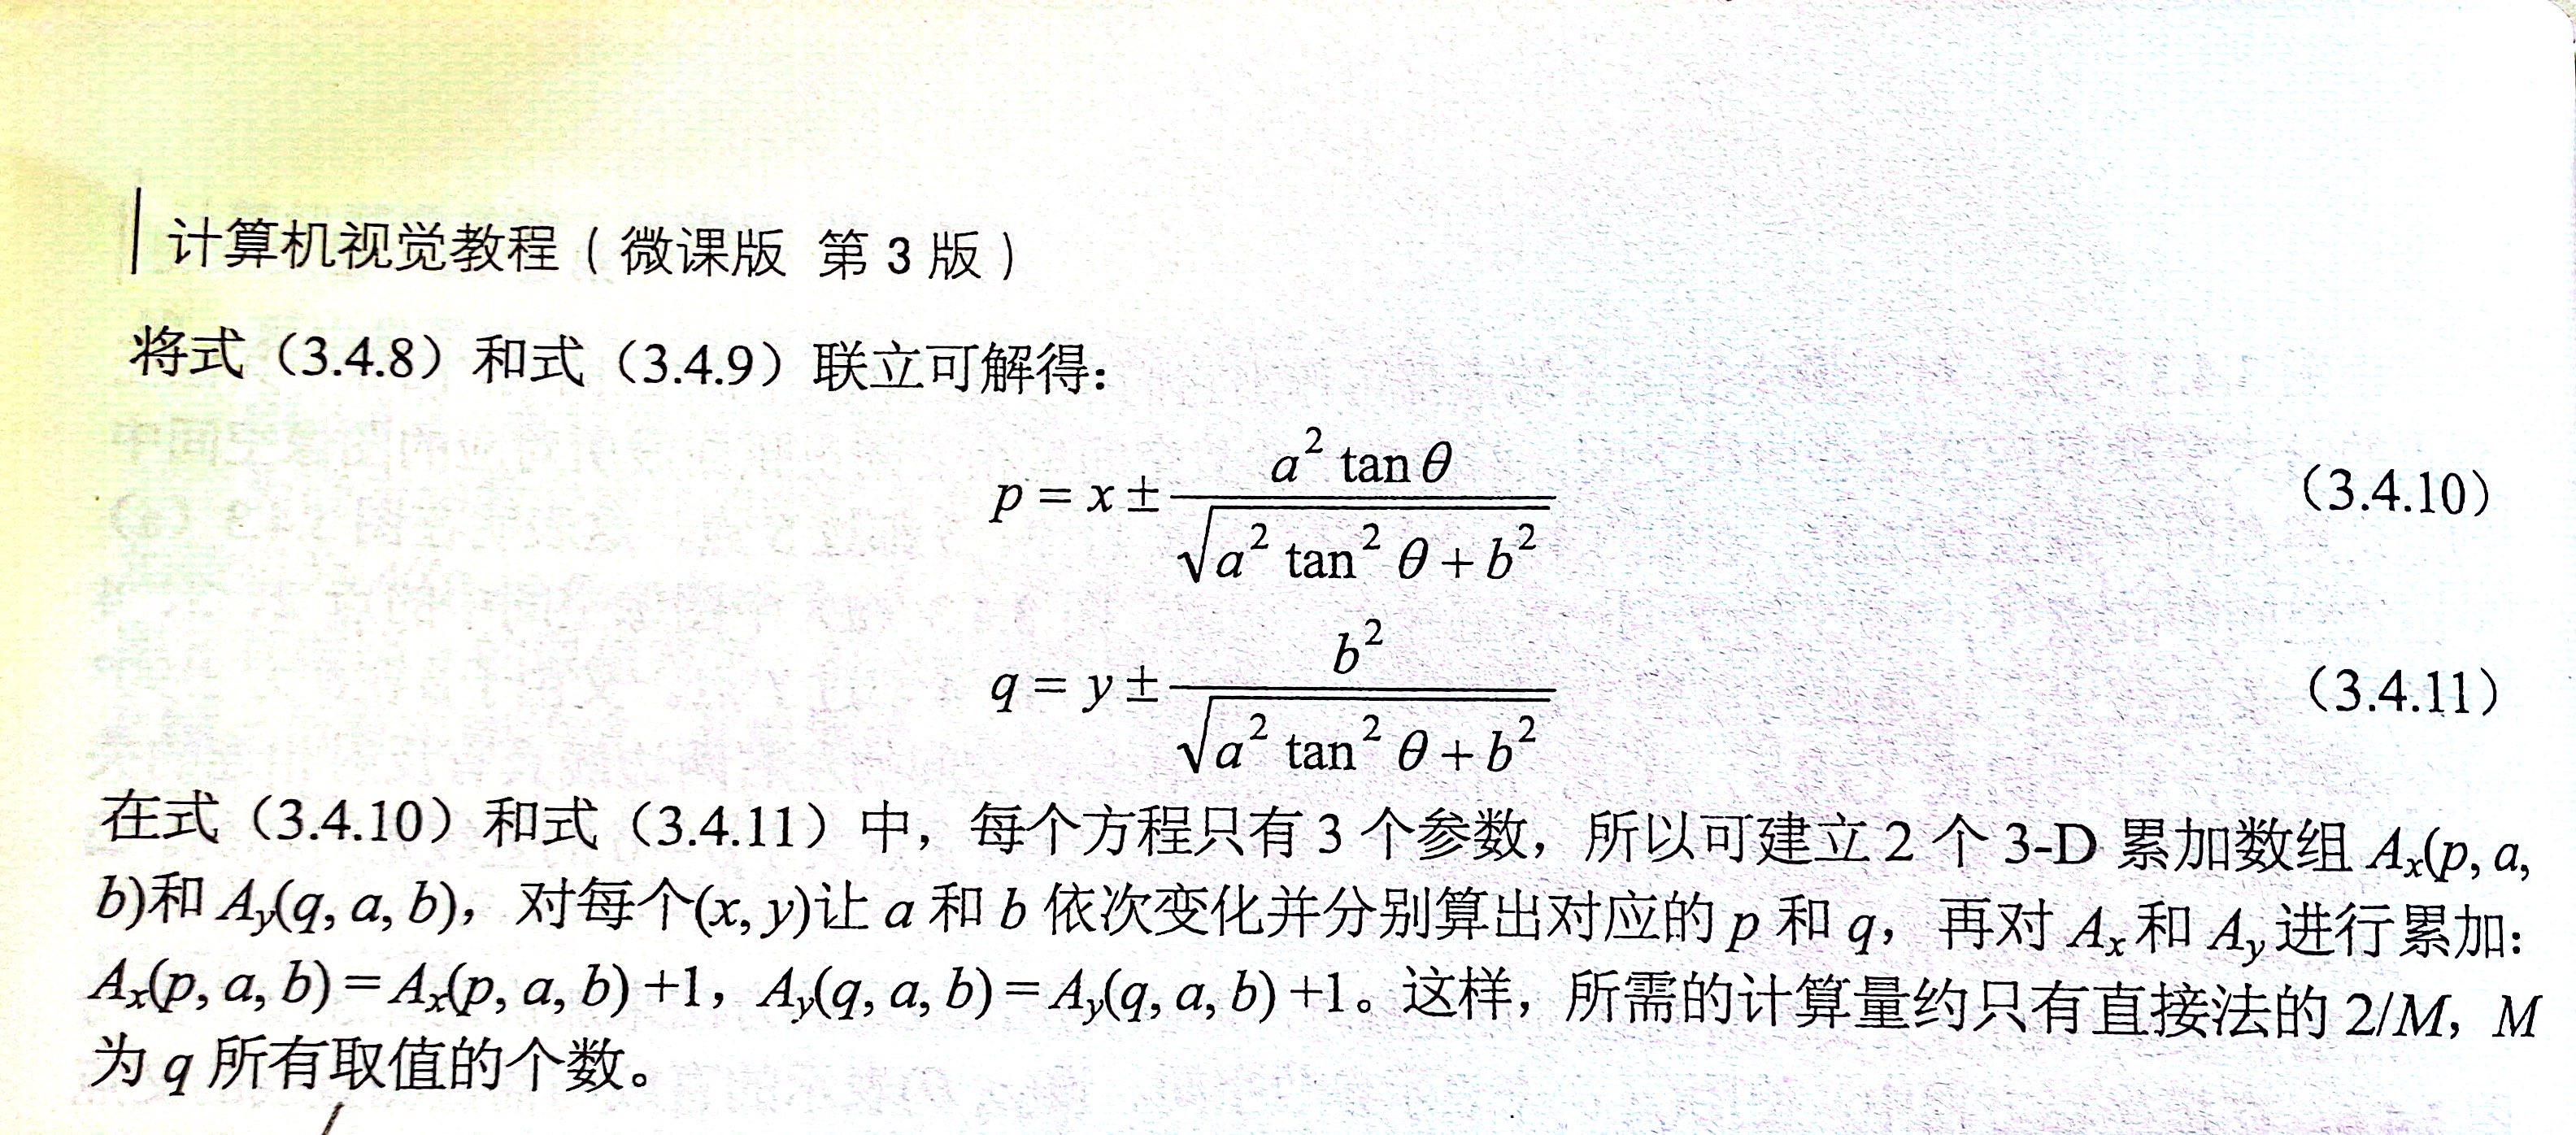 计算机视觉教程（微课版 第3版）
将式（3.4.8）和式（3.4.9）联立可解得：
p = x ± \frac{a^2 \tan\theta}{\sqrt{a^2 \tan^2\theta + b^2}} （3.4.10）
q = y ± \frac{b^2}{\sqrt{a^2 \tan^2\theta + b^2}} （3.4.11）
在式（3.4.10）和式（3.4.11）中，每个方程只有3个参数，所以可建立2个3-D累加数组 A_x(p, a,
b)和 A_y(q, a, b)，对每个(x, y)让 a 和 b 依次变化并分别算出对应的 p 和 q，再对 A_x 和 A_y 进行累加：
A_x(p, a, b) = A_x(p, a, b) +1，A_y(q, a, b) = A_y(q, a, b) +1。这样，所需的计算量约只有直接法的 2/M，M
为 q 所有取值的个数。